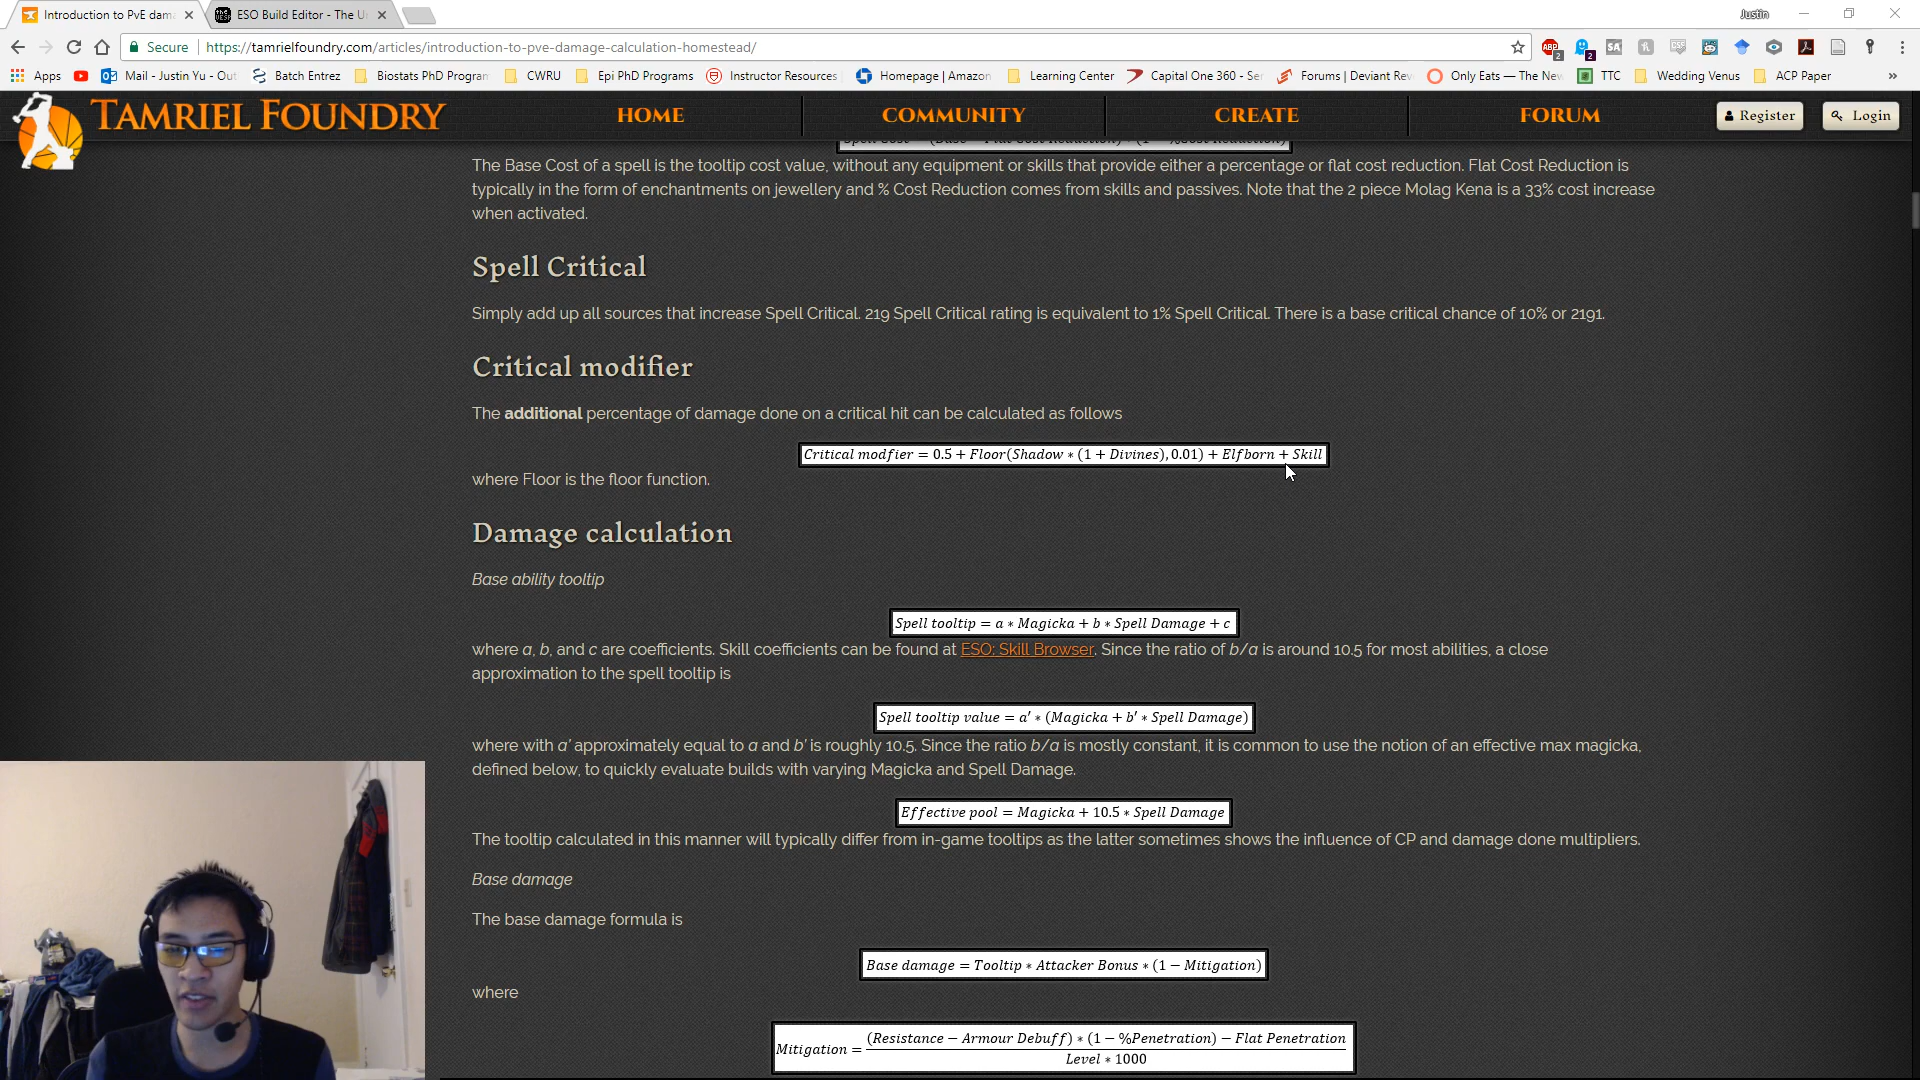 Introduction to PvE dam
ESO Build Editor - The U
Justin
Secure
https://tamrielfoundry.com/articles/introduction-to-pve-damage-calculation-homestead/
Apps
Mail - Justin Yu - Out
Batch Entrez
Biostats PhD Program
CWRU
Epi PhD Programs
Instructor Resources
Homepage | Amazon
Learning Center
Capital One 360 - Ser
Forums | Deviant Rev
Only Eats — The New
TTC
Wedding Venus
ACP Paper
»
TAMRIEL FOUNDRY
HOME
COMMUNITY
CREATE
FORUM
Register
Login
The Base Cost of a spell is the tooltip cost value, without any equipment or skills that provide either a percentage or flat cost reduction. Flat Cost Reduction is
typically in the form of enchantments on jewellery and % Cost Reduction comes from skills and passives. Note that the 2 piece Molag Kena is a 33% cost increase
when activated.
Spell Critical
Simply add up all sources that increase Spell Critical. 219 Spell Critical rating is equivalent to 1% Spell Critical. There is a base critical chance of 10% or 2191.
Critical modifier
The additional percentage of damage done on a critical hit can be calculated as follows
Critical modfier = 0.5 + Floor(Shadow * (1 + Divines), 0.01) + Elfborn + Skill
where Floor is the floor function.
Damage calculation
Base ability tooltip
Spell tooltip = a * Magicka + b * Spell Damage + c
where a, b, and c are coefficients. Skill coefficients can be found at ESO: Skill Browser. Since the ratio of b/a is around 10.5 for most abilities, a close
approximation to the spell tooltip is
Spell tooltip value = a′ * (Magicka + b′ * Spell Damage)
where with a' approximately equal to a and b' is roughly 10.5. Since the ratio b/a is mostly constant, it is common to use the notion of an effective max magicka,
defined below, to quickly evaluate builds with varying Magicka and Spell Damage.
Effective pool = Magicka + 10.5 * Spell Damage
The tooltip calculated in this manner will typically differ from in-game tooltips as the latter sometimes shows the influence of CP and damage done multipliers.
Base damage
The base damage formula is
Base damage = Tooltip * Attacker Bonus * (1 − Mitigation)
where
Mitigation = (Resistance − Armour Debuff) * (1 − %Penetration) − Flat Penetration
Level * 1000